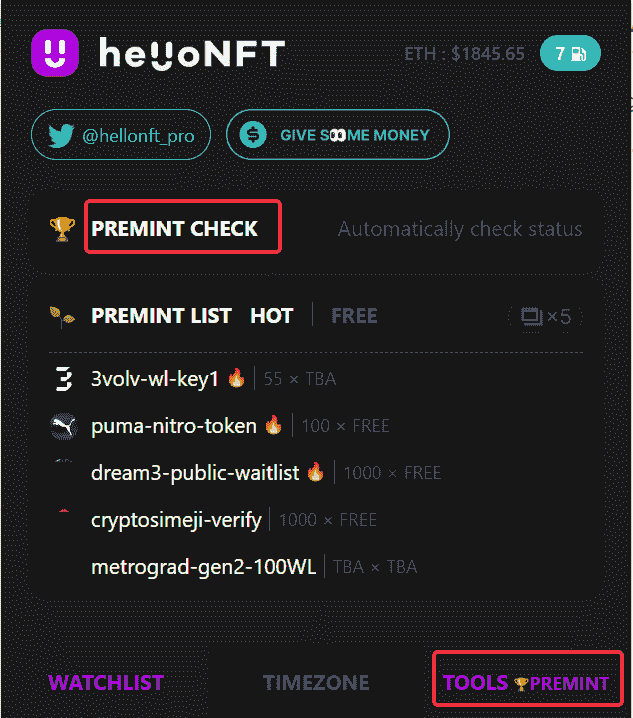 helloNFT ETH : $1845.65 7
@hellonft_pro GIVE SOME MONEY
PREMINT CHECK Automatically check status
PREMINT LIST HOT | FREE ×5
3volv-wl-key1 | 55 × TBA
puma-nitro-token | 100 × FREE
dream3-public-waitlist | 1000 × FREE
cryptosimeji-verify | 1000 × FREE
metrograd-gen2-100WL | TBA × TBA
WATCHLIST TIMEZONE TOOLS PREMINT